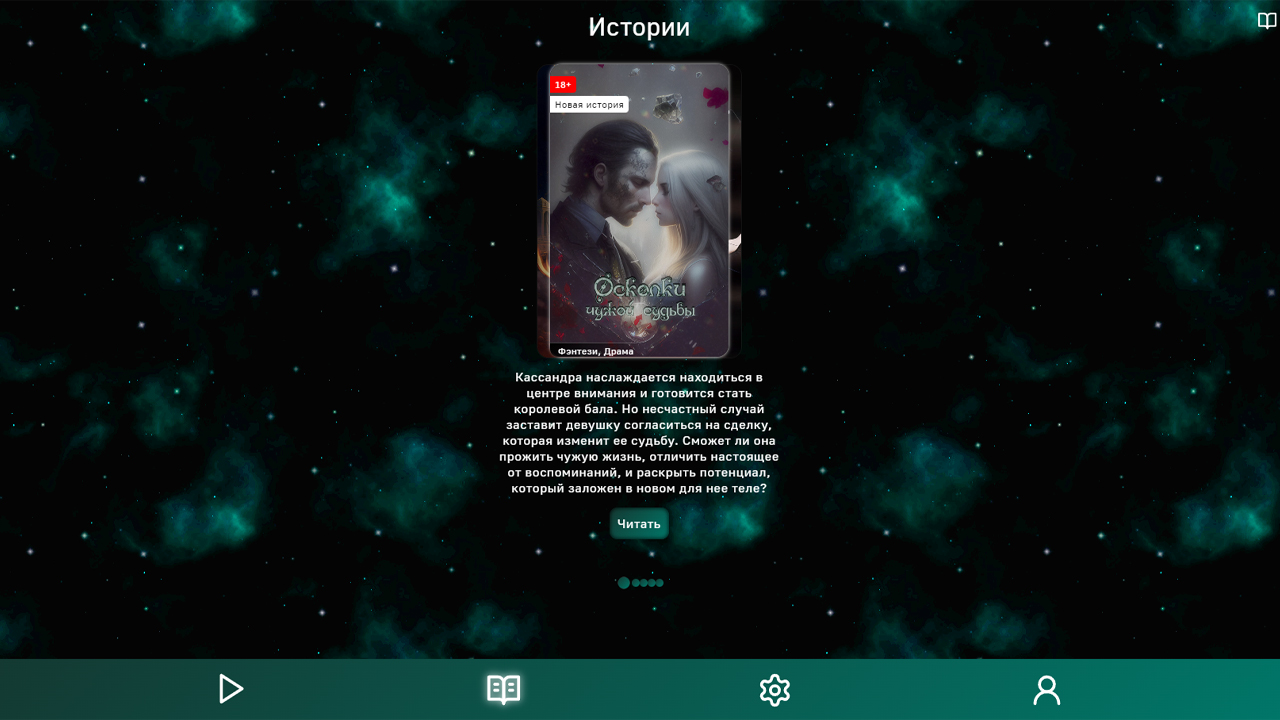 Истории
18+
Новая история
Осколки
чужой судьбы
Фэнтези, Драма
Кассандра наслаждается находиться в
центре внимания и готовится стать
королевой бала. Но несчастный случай
заставит девушку согласиться на сделку,
которая изменит ее судьбу. Сможет ли она
прожить чужую жизнь, отличить настоящее
от воспоминаний, и раскрыть потенциал,
который заложен в новом для нее теле?
Читать